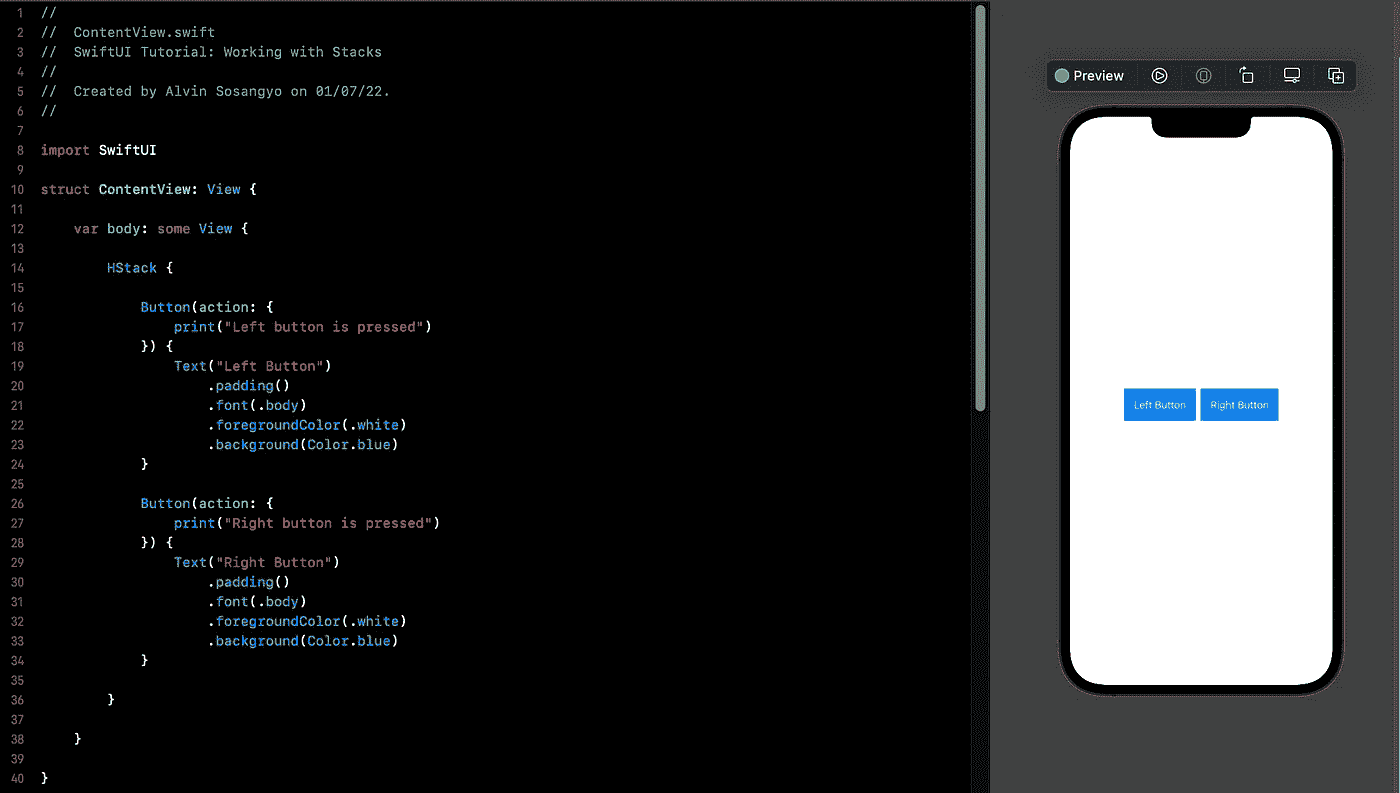 1 //
2 //  ContentView.swift
3 //  SwiftUI Tutorial: Working with Stacks
4 //
5 //  Created by Alvin Sosangyo on 01/07/22.
6 //
7
8 import SwiftUI
9
10 struct ContentView: View {
11
12     var body: some View {
13
14         HStack {
15
16             Button(action: {
17                 print("Left button is pressed")
18             }) {
19                 Text("Left Button")
20                     .padding()
21                     .font(.body)
22                     .foregroundColor(.white)
23                     .background(Color.blue)
24             }
25
26             Button(action: {
27                 print("Right button is pressed")
28             }) {
29                 Text("Right Button")
30                     .padding()
31                     .font(.body)
32                     .foregroundColor(.white)
33                     .background(Color.blue)
34             }
35
36         }
37
38     }
39
40 }
Preview
Left Button Right Button